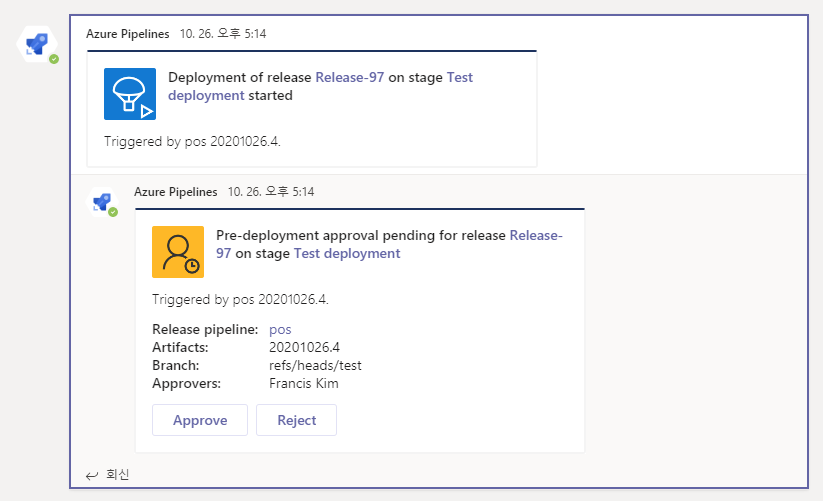 Azure Pipelines 10. 26. 오후 5:14
Deployment of release Release-97 on stage Test
deployment started
Triggered by pos 20201026.4.
Azure Pipelines 10. 26. 오후 5:14
Pre-deployment approval pending for release Release-
97 on stage Test deployment
Triggered by pos 20201026.4.
Release pipeline: pos
Artifacts: 20201026.4
Branch: refs/heads/test
Approvers: Francis Kim
Approve Reject
회신